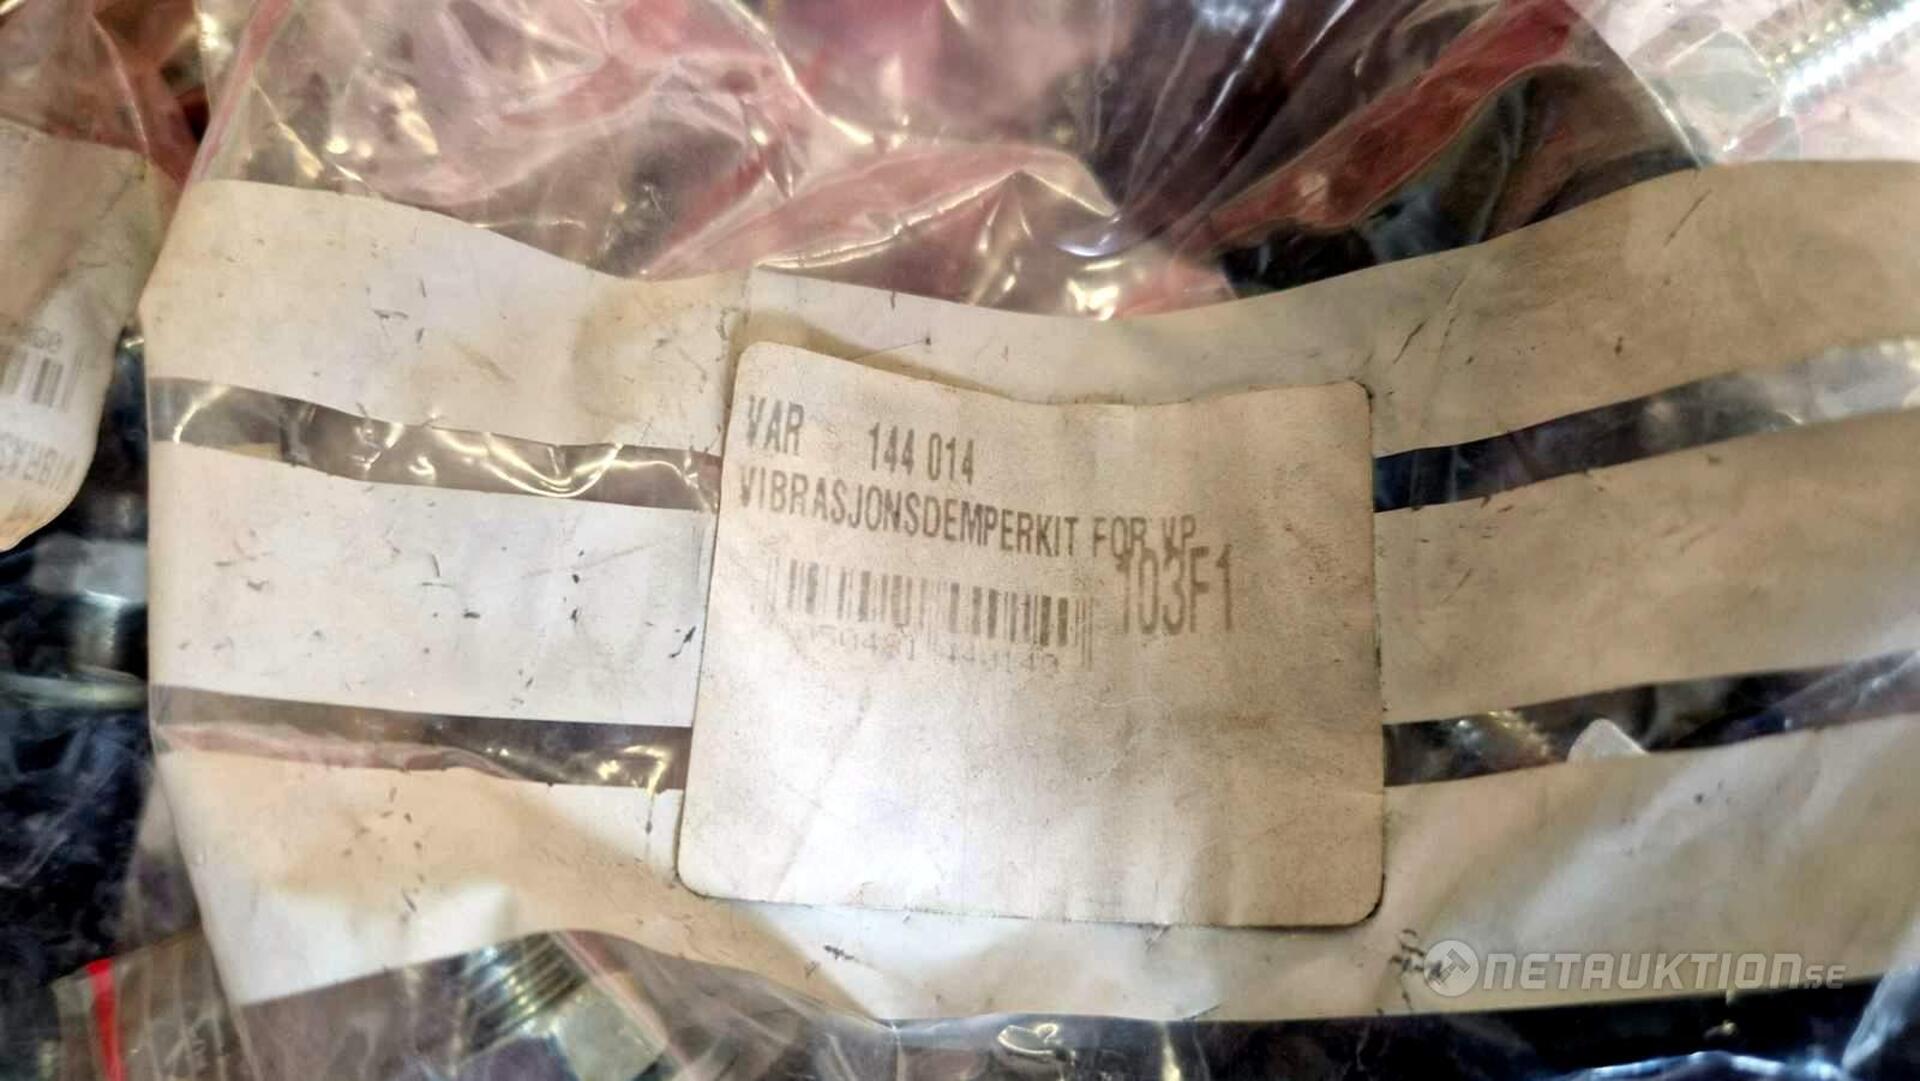 VAR 144 014
VIBRASJONSDEMPERKIT FOR VP
103F1
NETAUKTION.SE